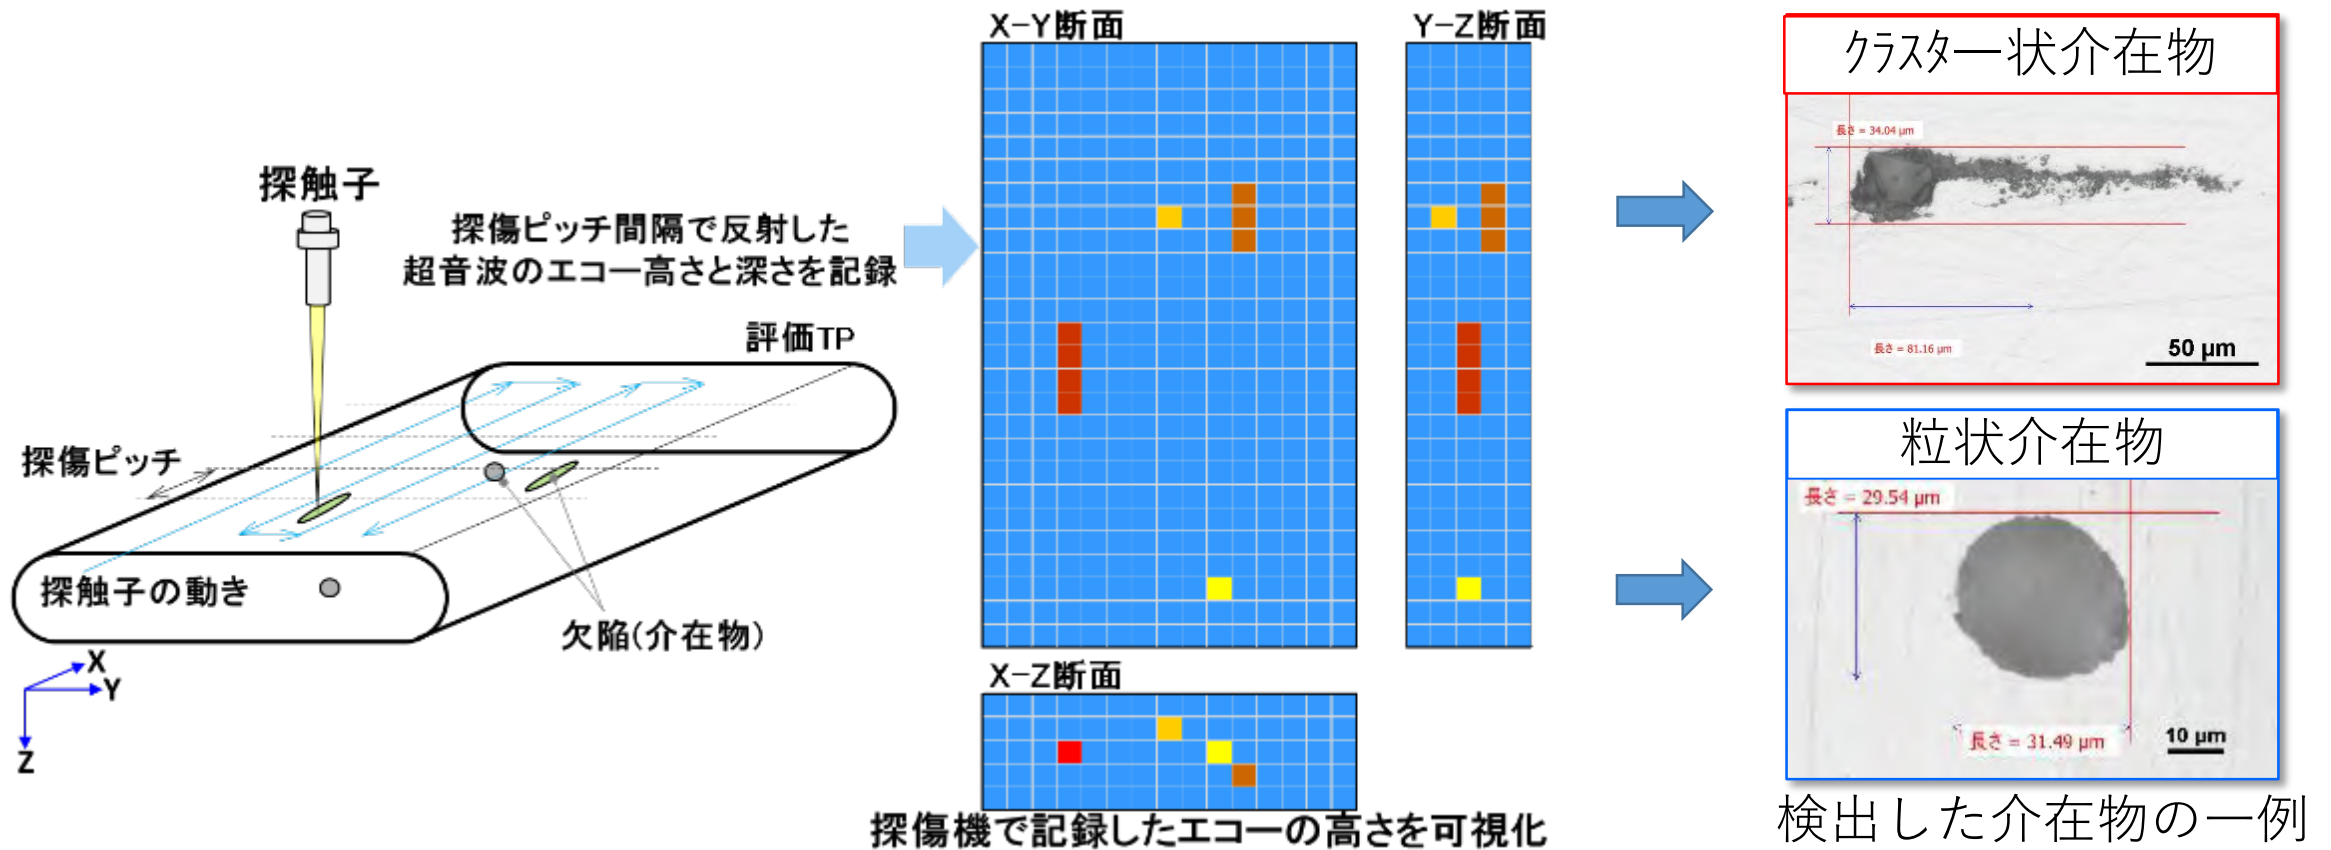 探触子
探傷ピッチ間隔で反射した
超音波のエコー高さと深さを記録
評価TP
探傷ピッチ
探触子の動き
欠陥(介在物)
X
Y
Z
X-Y断面
Y-Z断面
X-Z断面
探傷機で記録したエコーの高さを可視化
ｸﾗｽﾀー状介在物
長さ = 34.04 μm
長さ = 81.16 μm
50 μm
粒状介在物
長さ = 29.54 μm
長さ = 31.49 μm
10 μm
検出した介在物の一例